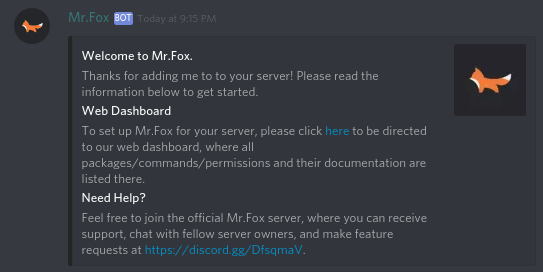 Mr.Fox BOT Today at 9:15 PM
Welcome to Mr.Fox.
Thanks for adding me to to your server! Please read the
information below to get started.
Web Dashboard
To set up Mr.Fox for your server, please click here to be directed
to our web dashboard, where all
packages/commands/permissions and their documentation are
listed there.
Need Help?
Feel free to join the official Mr.Fox server, where you can receive
support, chat with fellow server owners, and make feature
requests at https://discord.gg/DfsqmaV.